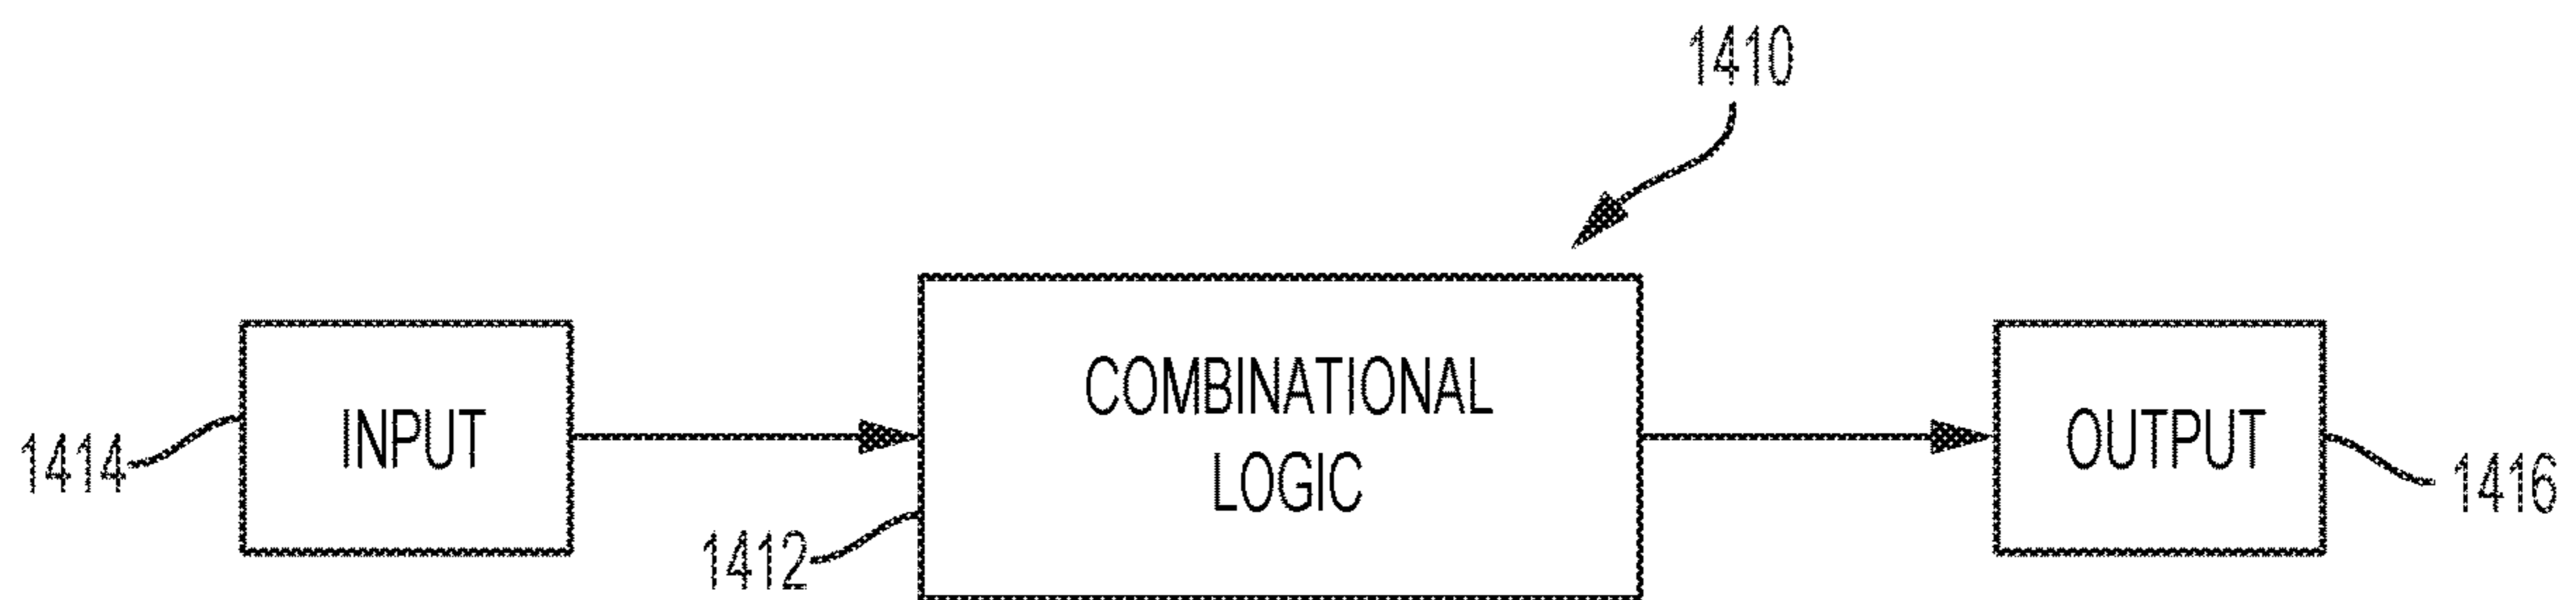 1410
COMBINATIONAL
LOGIC
INPUT
OUTPUT
1414
1412
1416